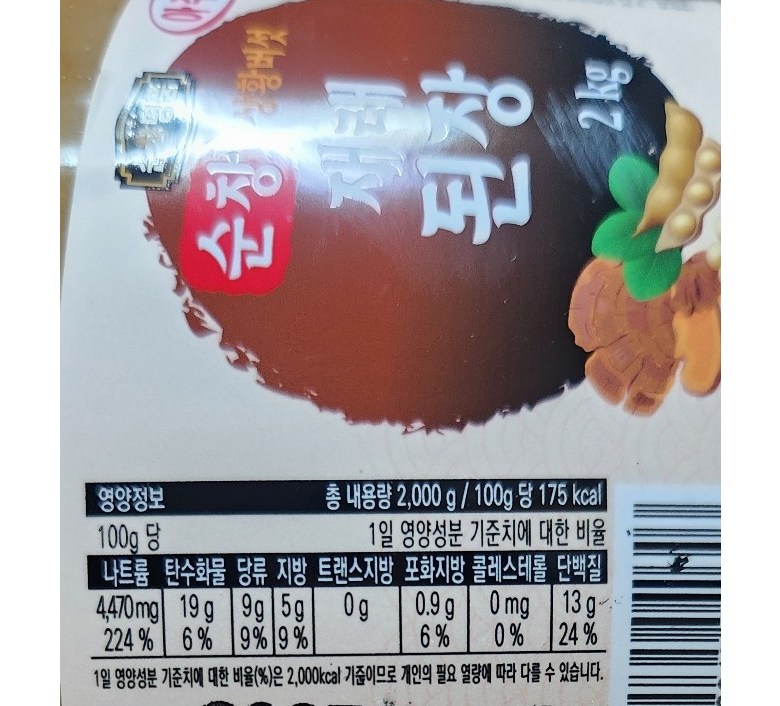 순창
상황버섯
재래
된장
2kg
영양정보 총 내용량 2,000 g / 100g 당 175 kcal
100g 당 1일 영양성분 기준치에 대한 비율
나트륨 탄수화물 당류 지방 트랜스지방 포화지방 콜레스테롤 단백질
4,470mg 19 g 9g 5g 0 g 0.9 g 0 mg 13 g
224 % 6 % 9% 9 % 6 % 0 % 24 %
1일 영양성분 기준치에 대한 비율(%)은 2,000kcal 기준이므로 개인의 필요 열량에 따라 다를 수 있습니다.